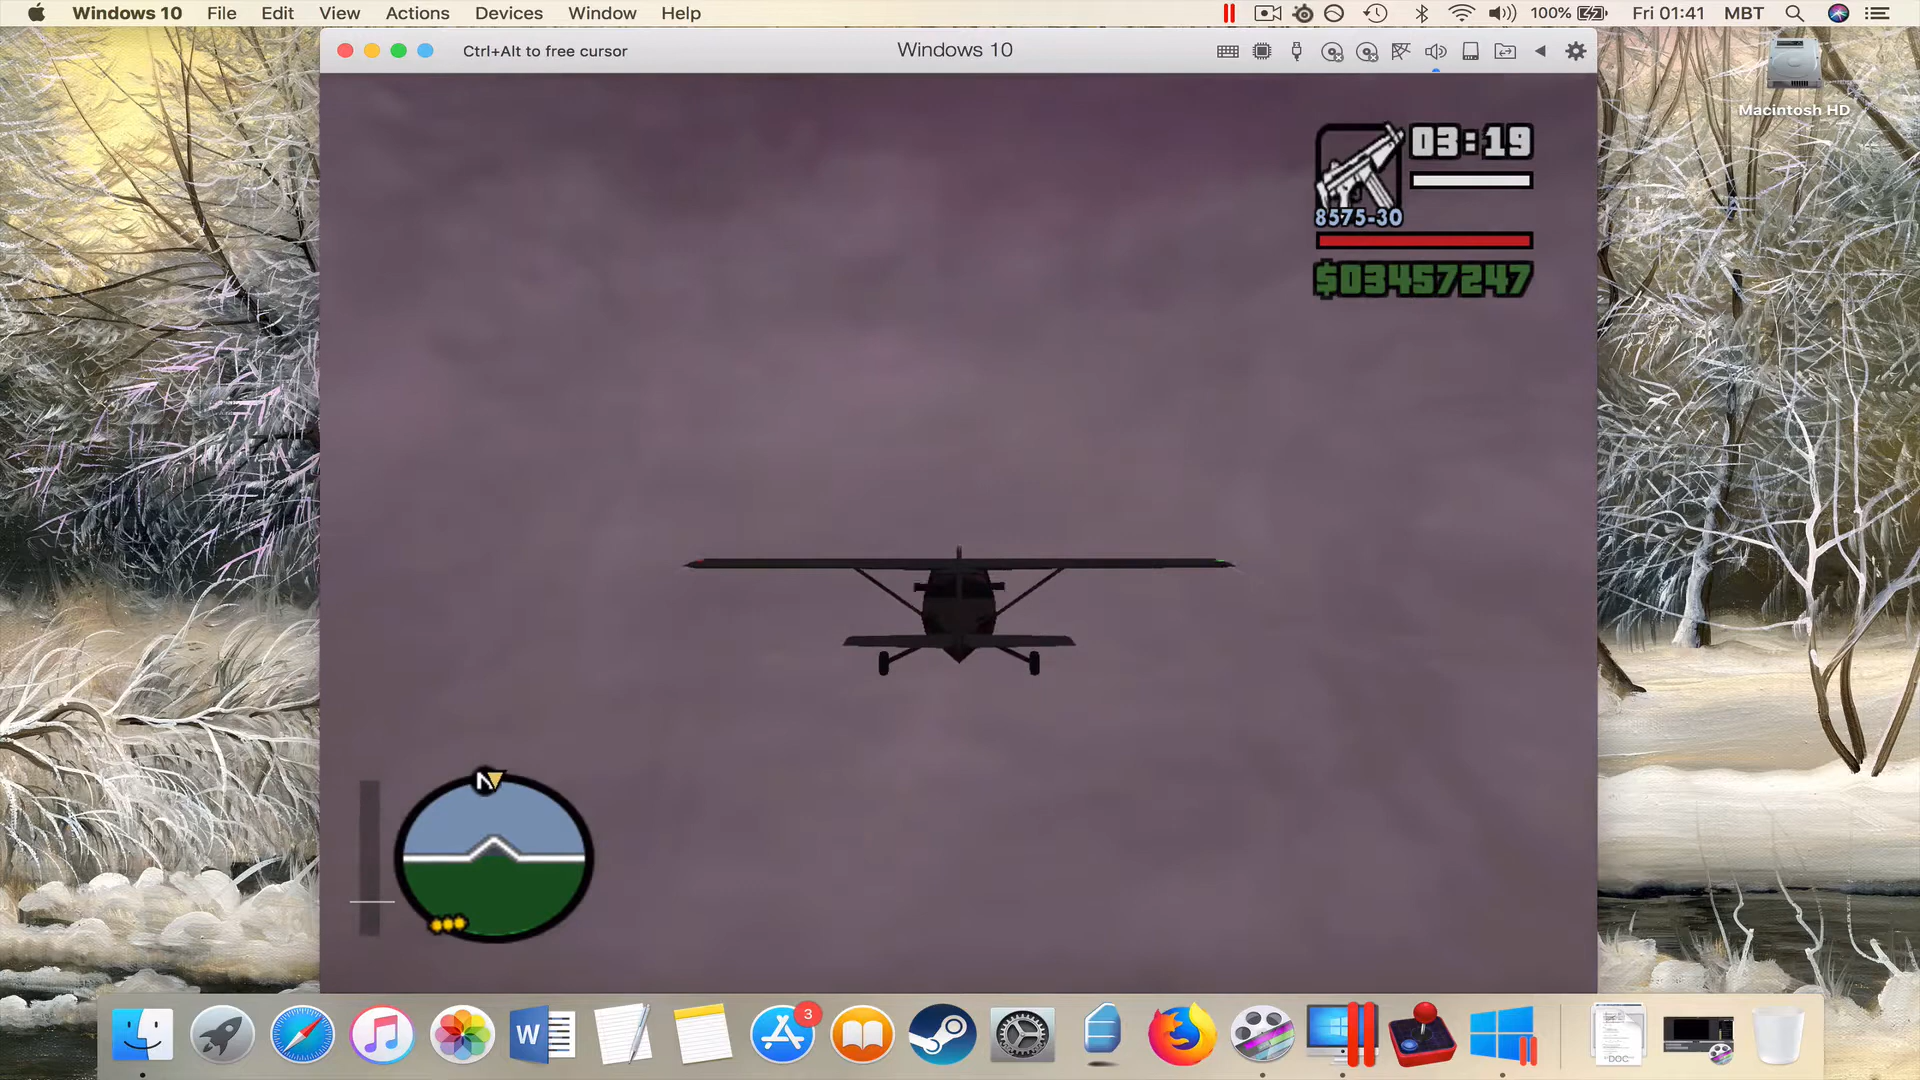 Windows 10 File Edit View Actions Devices Window Help 100% Fri 01:41 MBT
Ctrl+Alt to free cursor Windows 10
Macintosh HD
03:19
8575-30
$03457247
N
3
W
DOC